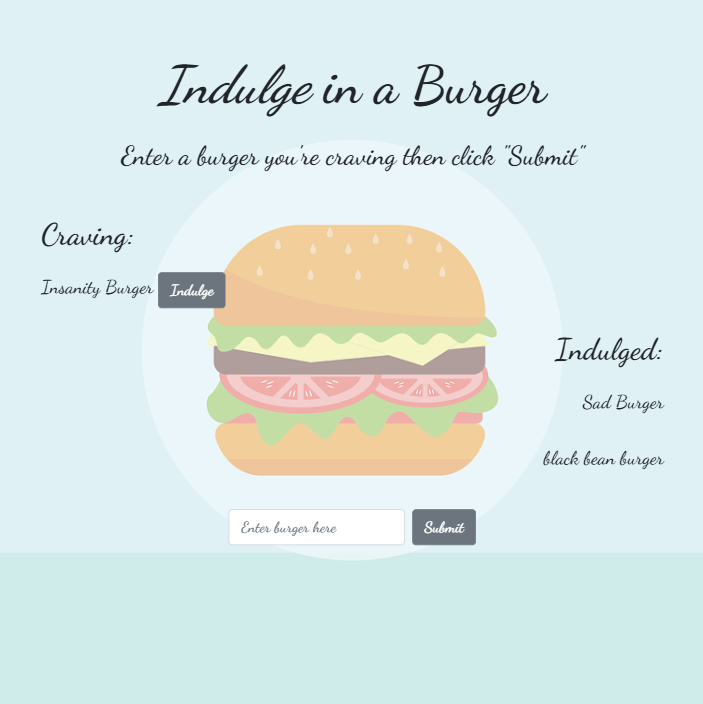 Indulge in a Burger
Enter a burger you're craving then click "Submit"
Craving:
Insanity Burger Indulge
Indulged:
Sad Burger
black bean burger
Enter burger here Submit